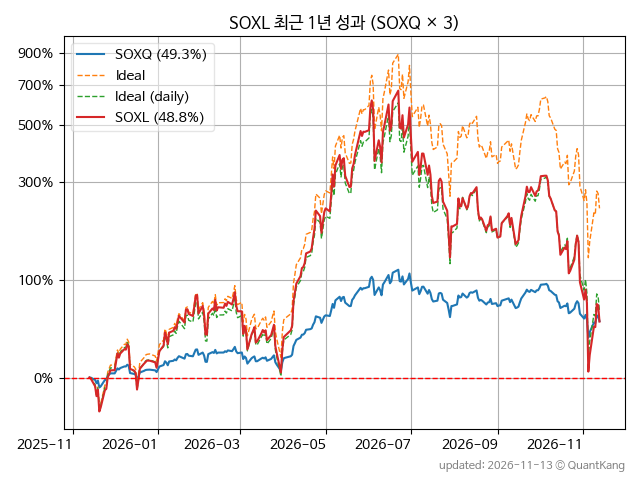 SOXL 최근 1년 성과 (SOXQ × 3)
900%
700%
500%
300%
100%
0%
SOXQ (49.3%)
Ideal
Ideal (daily)
SOXL (48.8%)
2025-11
2026-01
2026-03
2026-05
2026-07
2026-09
2026-11
updated: 2026-11-13 © QuantKang